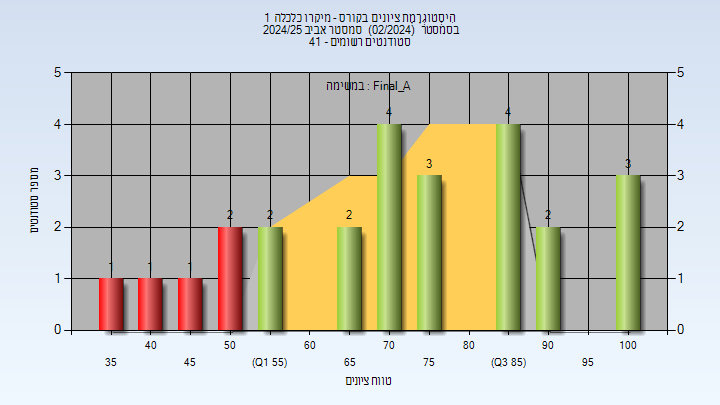 היסטוגרמת ציונים בקורס - מיקרו כלכלה 1
בסמסטר (02/2024) סמסטר אביב 2024/25
סטודנטים רשומים - 41
במשימה : Final_A
5 5
4 4
3 3
2 2
1 1
0 0
מספר סטודנטים
1 1 1 2 2 2 4 3 4 2 3
40 50 60 70 80 90 100
35 45 (Q1 55) 65 75 (Q3 85) 95
טווח ציונים